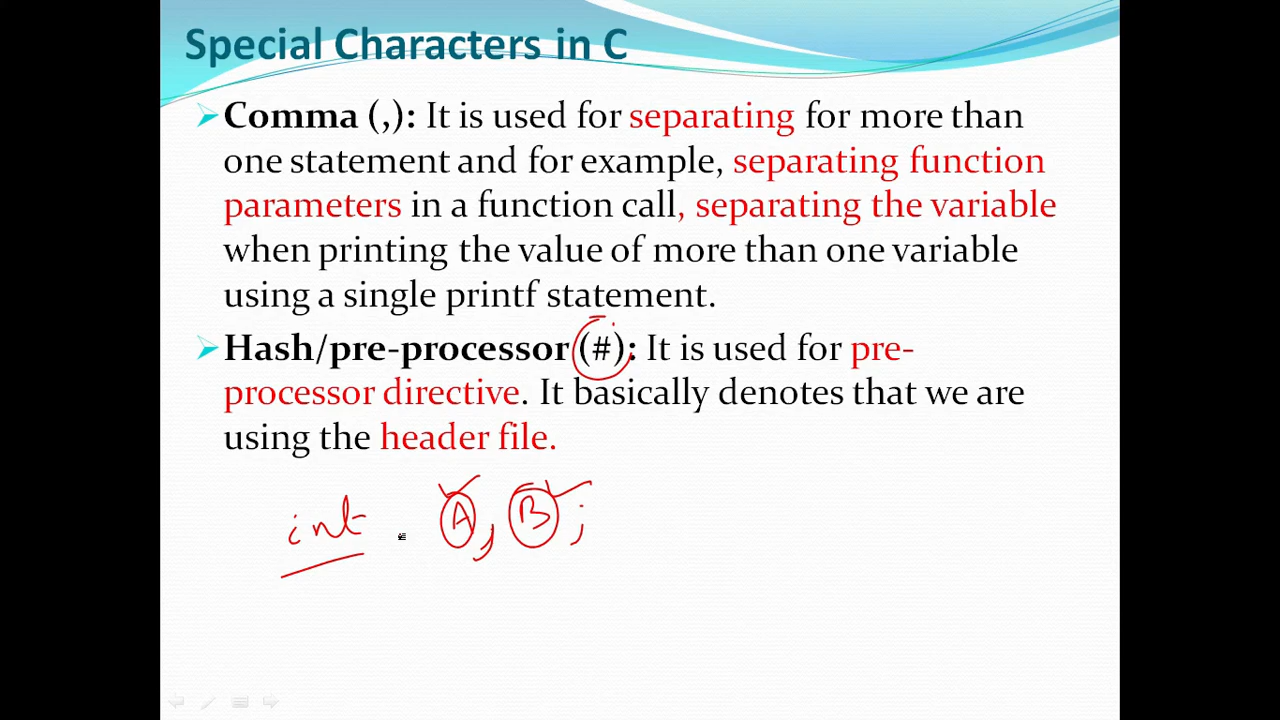 Special Characters in C
Comma (,): It is used for separating for more than
one statement and for example, separating function
parameters in a function call, separating the variable
when printing the value of more than one variable
using a single printf statement.
Hash/pre-processor (#): It is used for pre-
processor directive. It basically denotes that we are
using the header file.
int A, B;